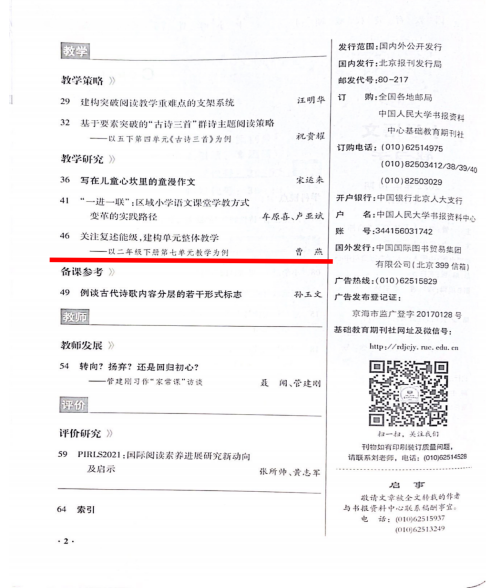 教学
教学策略 》
29 建构突破阅读教学重难点的支架系统 汪明华
32 基于要素突破的“古诗三首”群诗主题阅读策略
——以五下第四单元《古诗三首》为例 祝贵耀
教学研究 》
36 写在儿童心坎里的童漫作文 宋运来
41 “一进一联”:区域小学语文课堂学教方式
变革的实践路径 牟原喜、卢亚斌
46 关注复述能级,建构单元整体教学
——以二年级下册第七单元教学为例 曹 燕
备课参考 》
49 例谈古代诗歌内容分层的若干形式标志 孙玉文
教师
教师发展 》
54 转向? 扬弃? 还是回归初心?
——管建刚习作“家常课”访谈 聂 闻、管建刚
评价
评价研究 》
59 PIRLS2021:国际阅读素养进展研究新动向
及启示 张所帅、黄志军
64 索引
· 2 ·
发行范围:国内外公开发行
国内发行:北京报刊发行局
邮发代号:80-217
订 购:全国各地邮局
中国人民大学书报资料
中心基础教育期刊社
订购电话:(010)62514975
(010)82503412/38/39/40
(010)82503029
开户银行:中国银行北京人大支行
户 名:中国人民大学书报资料中心
账 号:344156031742
国外发行:中国国际图书贸易集团
有限公司(北京399信箱)
广告热线:(010)62515829
广告发布登记证:
京海市监广登字20170128号
基础教育期刊社网址及微信号:
http://rdjcjy.ruc.edu.cn
扫一扫,关注我们
刊物如有印刷装订质量问题,
请联系刘老师,电话:(010)62514528
启 事
敬请文章被全文转载的作者
与书报资料中心联系稿酬事宜。
电 话:(010)62515937
(010)62513249